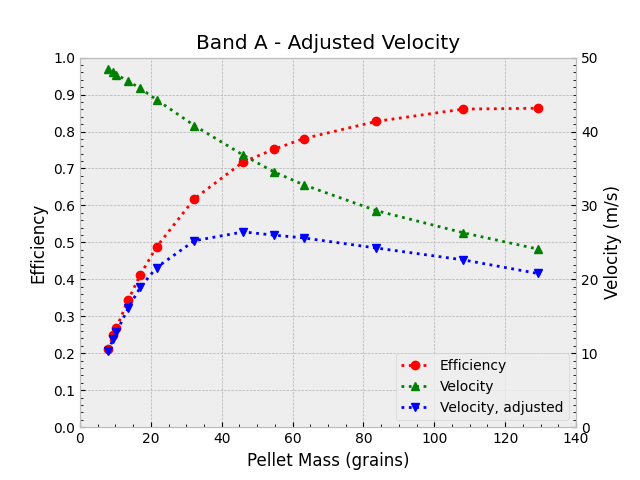 Band A - Adjusted Velocity
1.0
0.9
0.8
0.7
0.6
0.5
0.4
0.3
0.2
0.1
0.0
Efficiency
50
40
30
20
10
0
Velocity (m/s)
Efficiency
Velocity
Velocity, adjusted
0 20 40 60 80 100 120 140
Pellet Mass (grains)